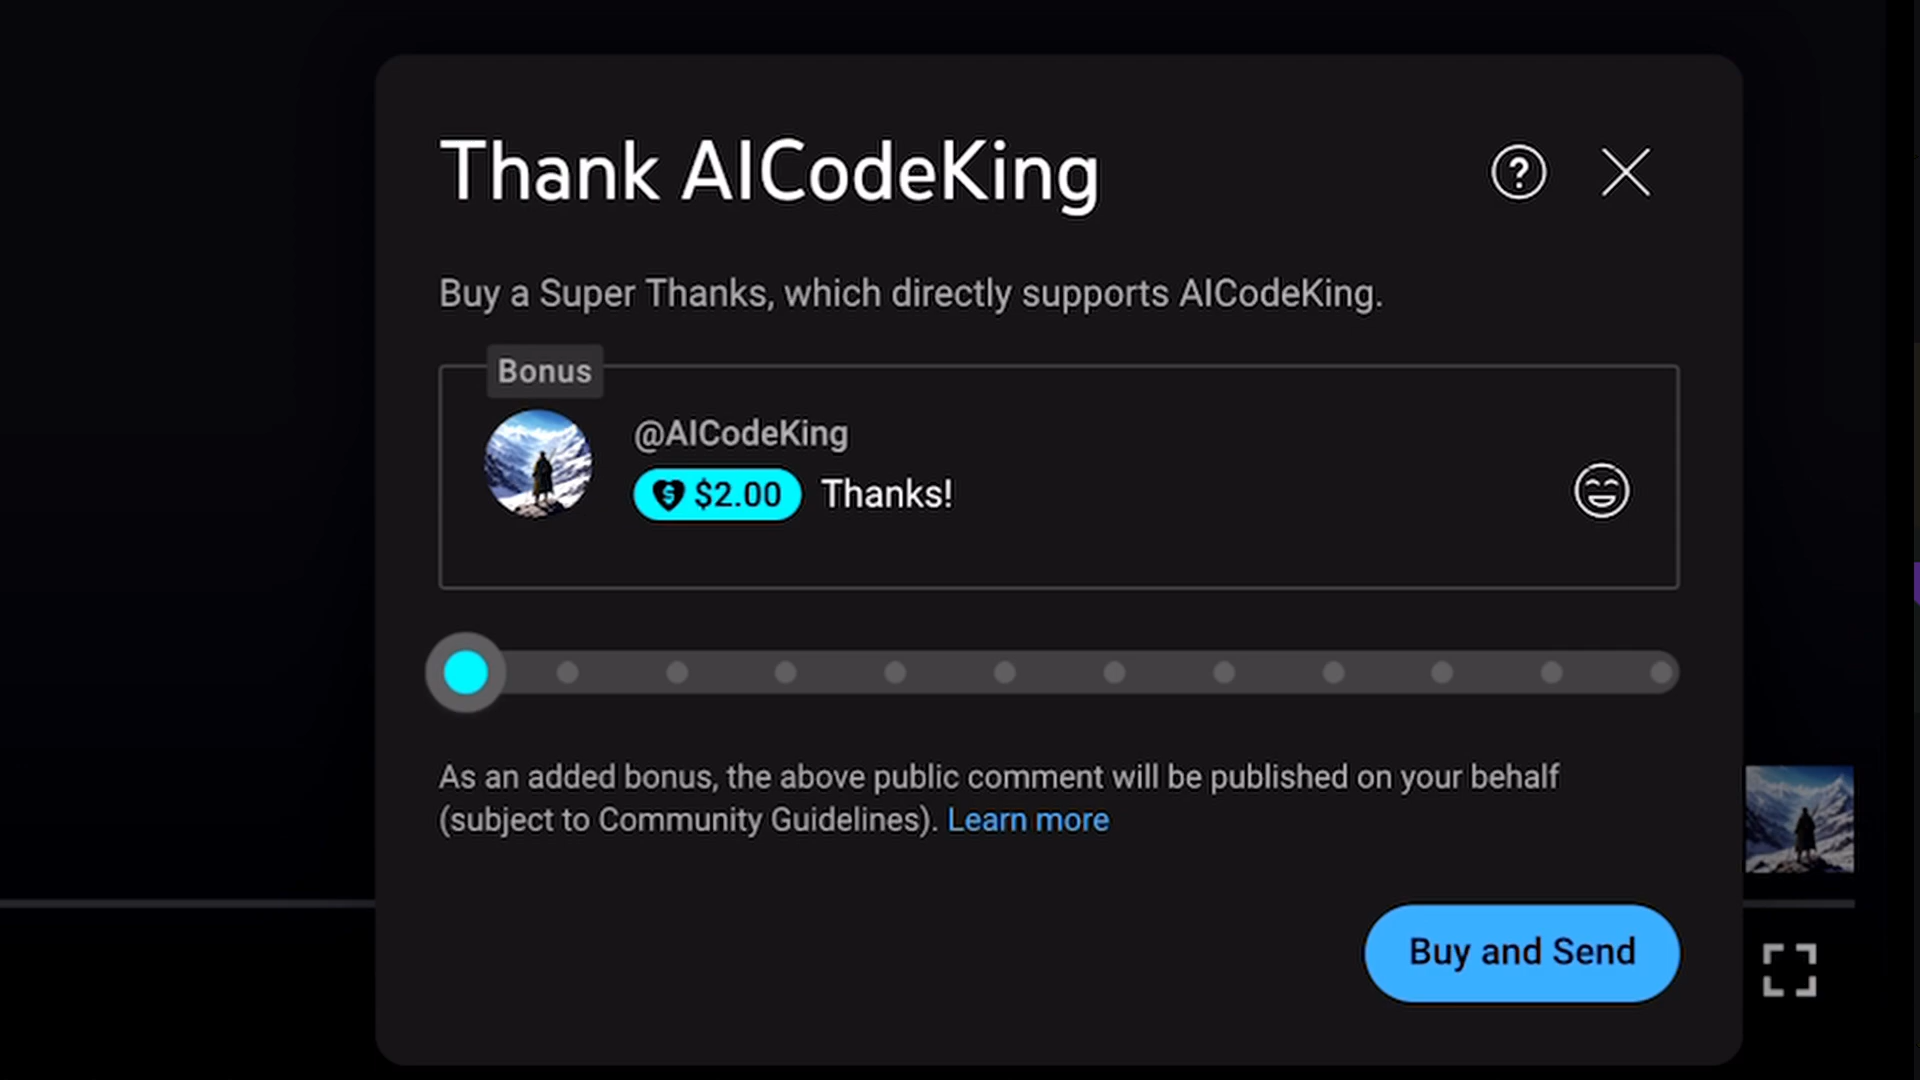 Thank AICodeKing
Buy a Super Thanks, which directly supports AICodeKing.
Bonus
@AICodeKing
$2.00 Thanks!
As an added bonus, the above public comment will be published on your behalf
(subject to Community Guidelines). Learn more
Buy and Send